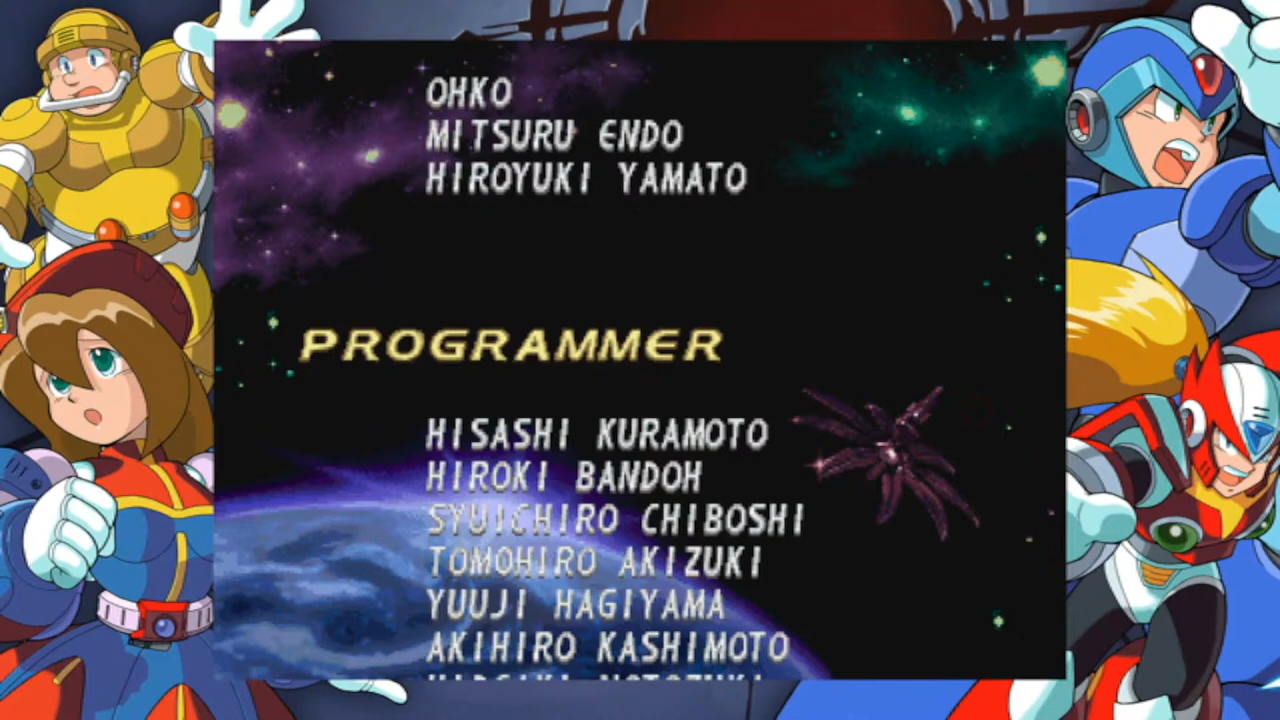 OHKO
MITSURU ENDO
HIROYUKI YAMATO
PROGRAMMER
HISASHI KURAMOTO
HIROKI BANDOH
SYUICHIRO CHIBOSHI
TOMOHIRO AKIZUKI
YUUJI HAGIYAMA
AKIHIRO KASHIMOTO